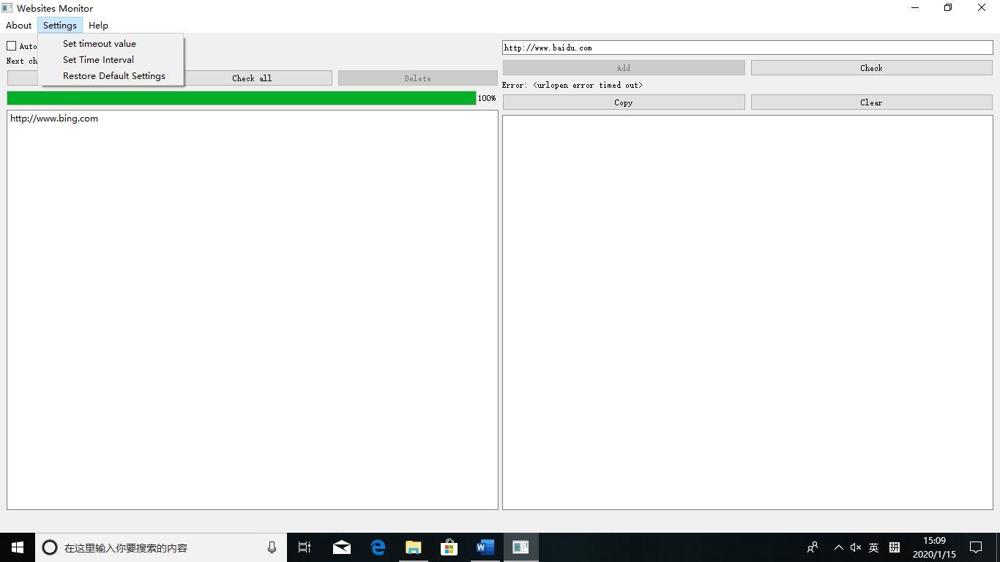 Websites Monitor
About Settings Help
Set timeout value
Set Time Interval
Restore Default Settings
Auto
Next ch
Check all Delete
100%
http://www.bing.com
http://www.baidu.com
Add Check
Error: <urlopen error timed out>
Copy Clear
在这里输入你要搜索的内容
英 拼
15:09
2020/1/15